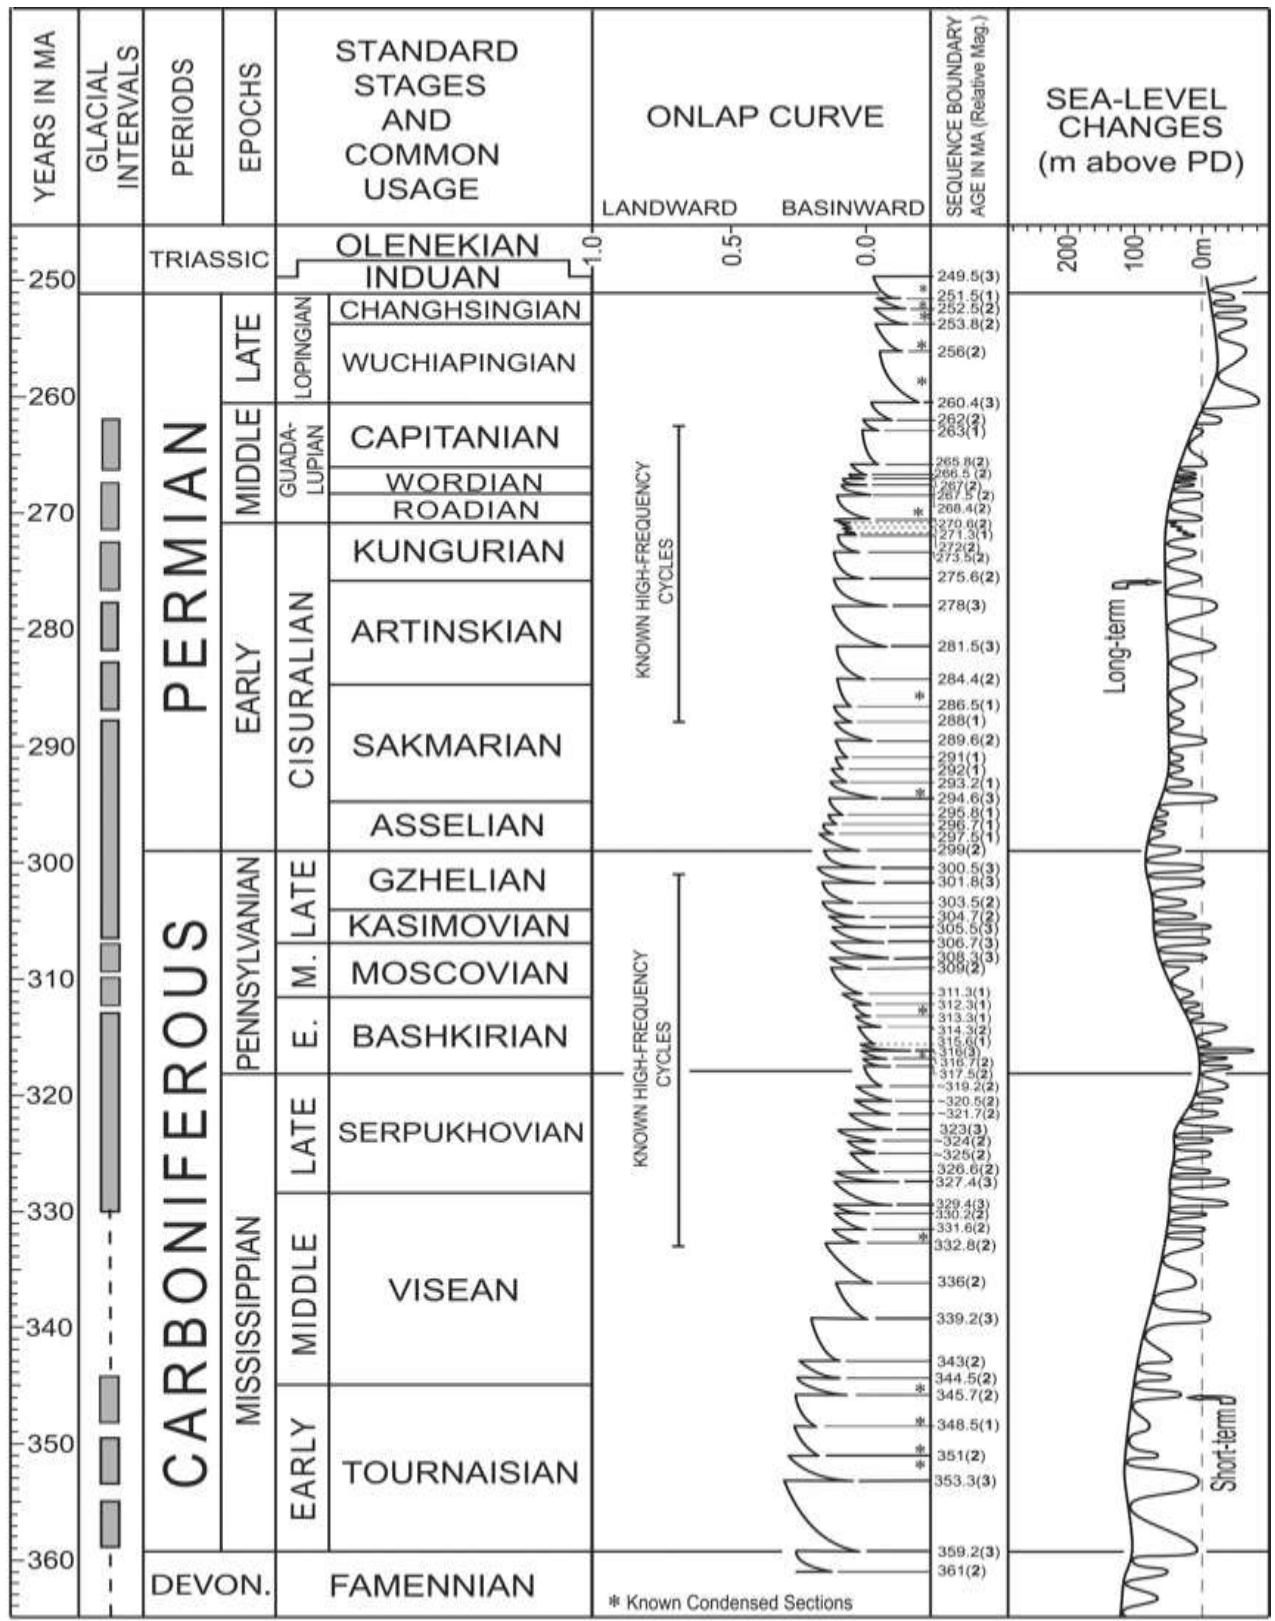 YEARS IN MA
GLACIAL
INTERVALS
PERIODS
EPOCHS
STANDARD
STAGES
AND
COMMON
USAGE
ONLAP CURVE
LANDWARD
BASINWARD
SEQUENCE BOUNDARY
AGE IN MA (Relative Mag.)
SEA-LEVEL
CHANGES
(m above PD)
1.0
0.5
0.0
200
100
0m
250
260
270
280
290
300
310
320
330
340
350
360
TRIASSIC
PERMIAN
CARBONIFEROUS
DEVON.
LATE
MIDDLE
EARLY
PENNSYLVANIAN
MISSISSIPPIAN
LOPINGIAN
GUADA-
LUPIAN
CISURALIAN
LATE
M.
E.
LATE
MIDDLE
EARLY
OLENEKIAN
INDUAN
CHANGHSINGIAN
WUCHIAPINGIAN
CAPITANIAN
WORDIAN
ROADIAN
KUNGURIAN
ARTINSKIAN
SAKMARIAN
ASSELIAN
GZHELIAN
KASIMOVIAN
MOSCOVIAN
BASHKIRIAN
SERPUKHOVIAN
VISEAN
TOURNAISIAN
FAMENNIAN
KNOWN HIGH-FREQUENCY
CYCLES
KNOWN HIGH-FREQUENCY
CYCLES
* Known Condensed Sections
249.5(3)
251.5(1)
252.5(2)
253.8(2)
256(2)
260.4(3)
262(2)
263(1)
265.8(2)
266.5 (2)
267(2)
267.5 (2)
268.4(2)
270.6(2)
271.3(1)
272(2)
273.5(2)
275.6(2)
278(3)
281.5(3)
284.4(2)
286.5(1)
288(1)
289.6(2)
291(1)
292(1)
293.2(1)
294.6(3)
295.8(1)
296.7(1)
297.5(1)
299(2)
300.5(3)
301.8(3)
303.5(2)
304.7(2)
305.5(3)
306.7(3)
308.3(3)
309(2)
311.3(1)
312.3(1)
313.3(1)
314.3(2)
315.6(1)
316(3)
316.7(2)
317.5(2)
~319.2(2)
~320.5(2)
~321.7(2)
323(3)
~324(2)
~325(2)
326.6(2)
327.4(3)
329.4(3)
330.2(2)
331.6(2)
332.8(2)
336(2)
339.2(3)
343(2)
344.5(2)
345.7(2)
348.5(1)
351(2)
353.3(3)
359.2(3)
361(2)
Long-term
Short-term